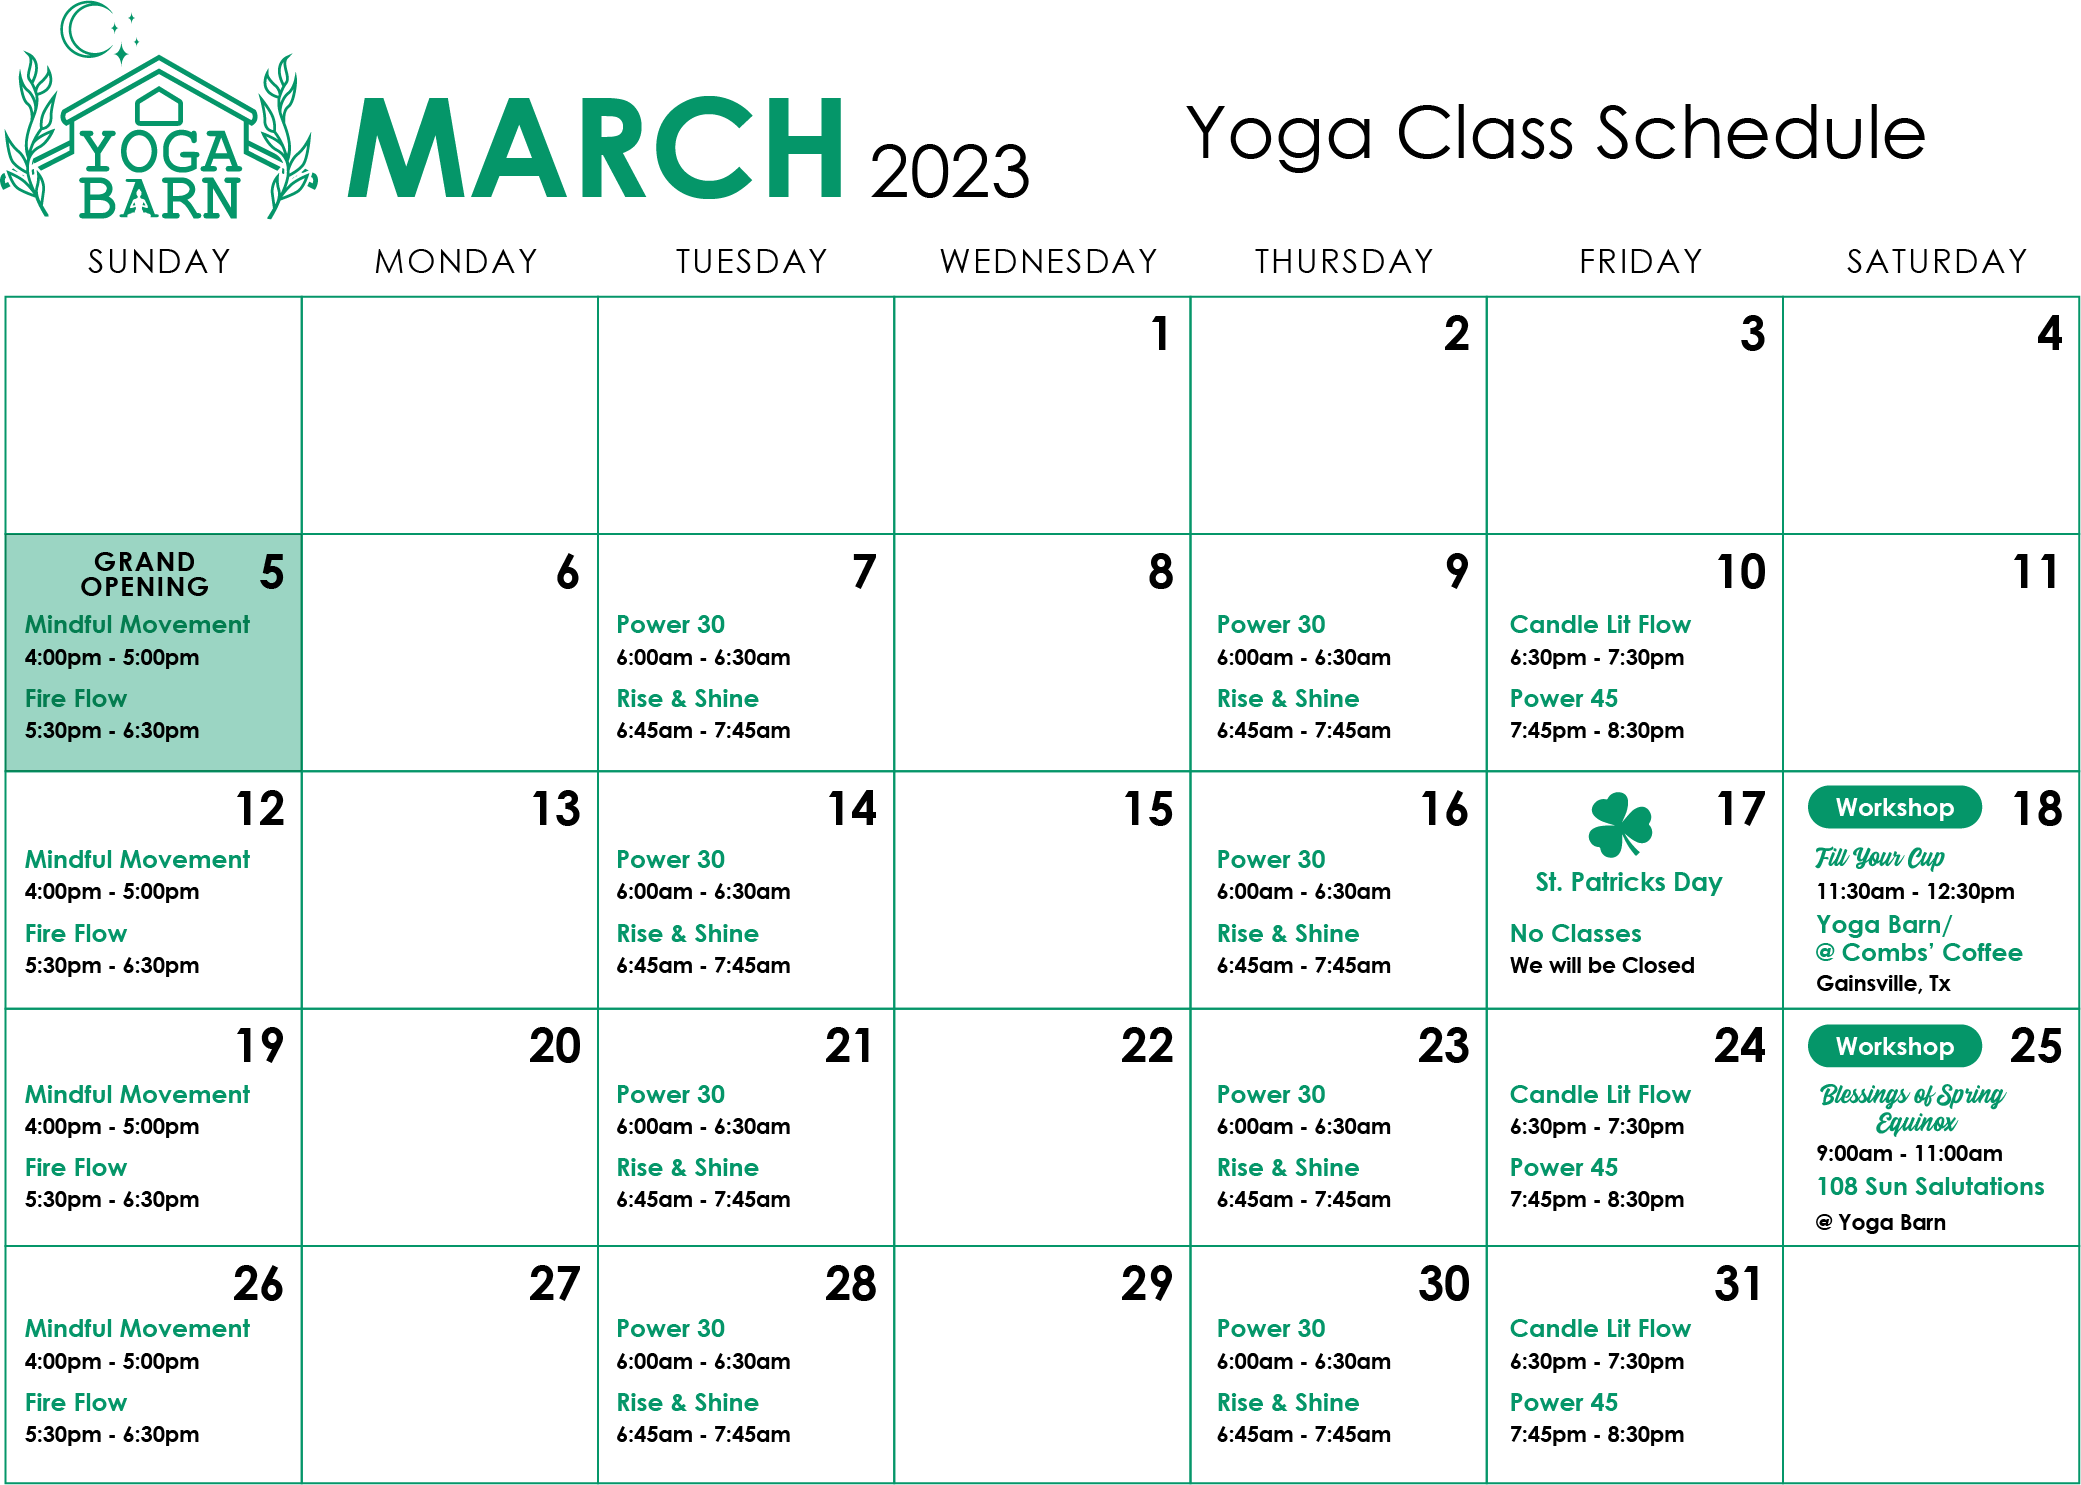 YOGA
BARN
MARCH 2023
Yoga Class Schedule
SUNDAY MONDAY TUESDAY WEDNESDAY THURSDAY FRIDAY SATURDAY
1
2
3
4
GRAND
OPENING
5
Mindful Movement
4:00pm - 5:00pm
Fire Flow
5:30pm - 6:30pm
6
7
Power 30
6:00am - 6:30am
Rise & Shine
6:45am - 7:45am
8
9
Power 30
6:00am - 6:30am
Rise & Shine
6:45am - 7:45am
10
Candle Lit Flow
6:30pm - 7:30pm
Power 45
7:45pm - 8:30pm
11
12
Mindful Movement
4:00pm - 5:00pm
Fire Flow
5:30pm - 6:30pm
13
14
Power 30
6:00am - 6:30am
Rise & Shine
6:45am - 7:45am
15
16
Power 30
6:00am - 6:30am
Rise & Shine
6:45am - 7:45am
17
St. Patricks Day
No Classes
We will be Closed
Workshop 18
Fill Your Cup
11:30am - 12:30pm
Yoga Barn/
@ Combs’ Coffee
Gainsville, Tx
19
Mindful Movement
4:00pm - 5:00pm
Fire Flow
5:30pm - 6:30pm
20
21
Power 30
6:00am - 6:30am
Rise & Shine
6:45am - 7:45am
22
23
Power 30
6:00am - 6:30am
Rise & Shine
6:45am - 7:45am
24
Candle Lit Flow
6:30pm - 7:30pm
Power 45
7:45pm - 8:30pm
Workshop 25
Blessings of Spring
Equinox
9:00am - 11:00am
108 Sun Salutations
@ Yoga Barn
26
Mindful Movement
4:00pm - 5:00pm
Fire Flow
5:30pm - 6:30pm
27
28
Power 30
6:00am - 6:30am
Rise & Shine
6:45am - 7:45am
29
30
Power 30
6:00am - 6:30am
Rise & Shine
6:45am - 7:45am
31
Candle Lit Flow
6:30pm - 7:30pm
Power 45
7:45pm - 8:30pm